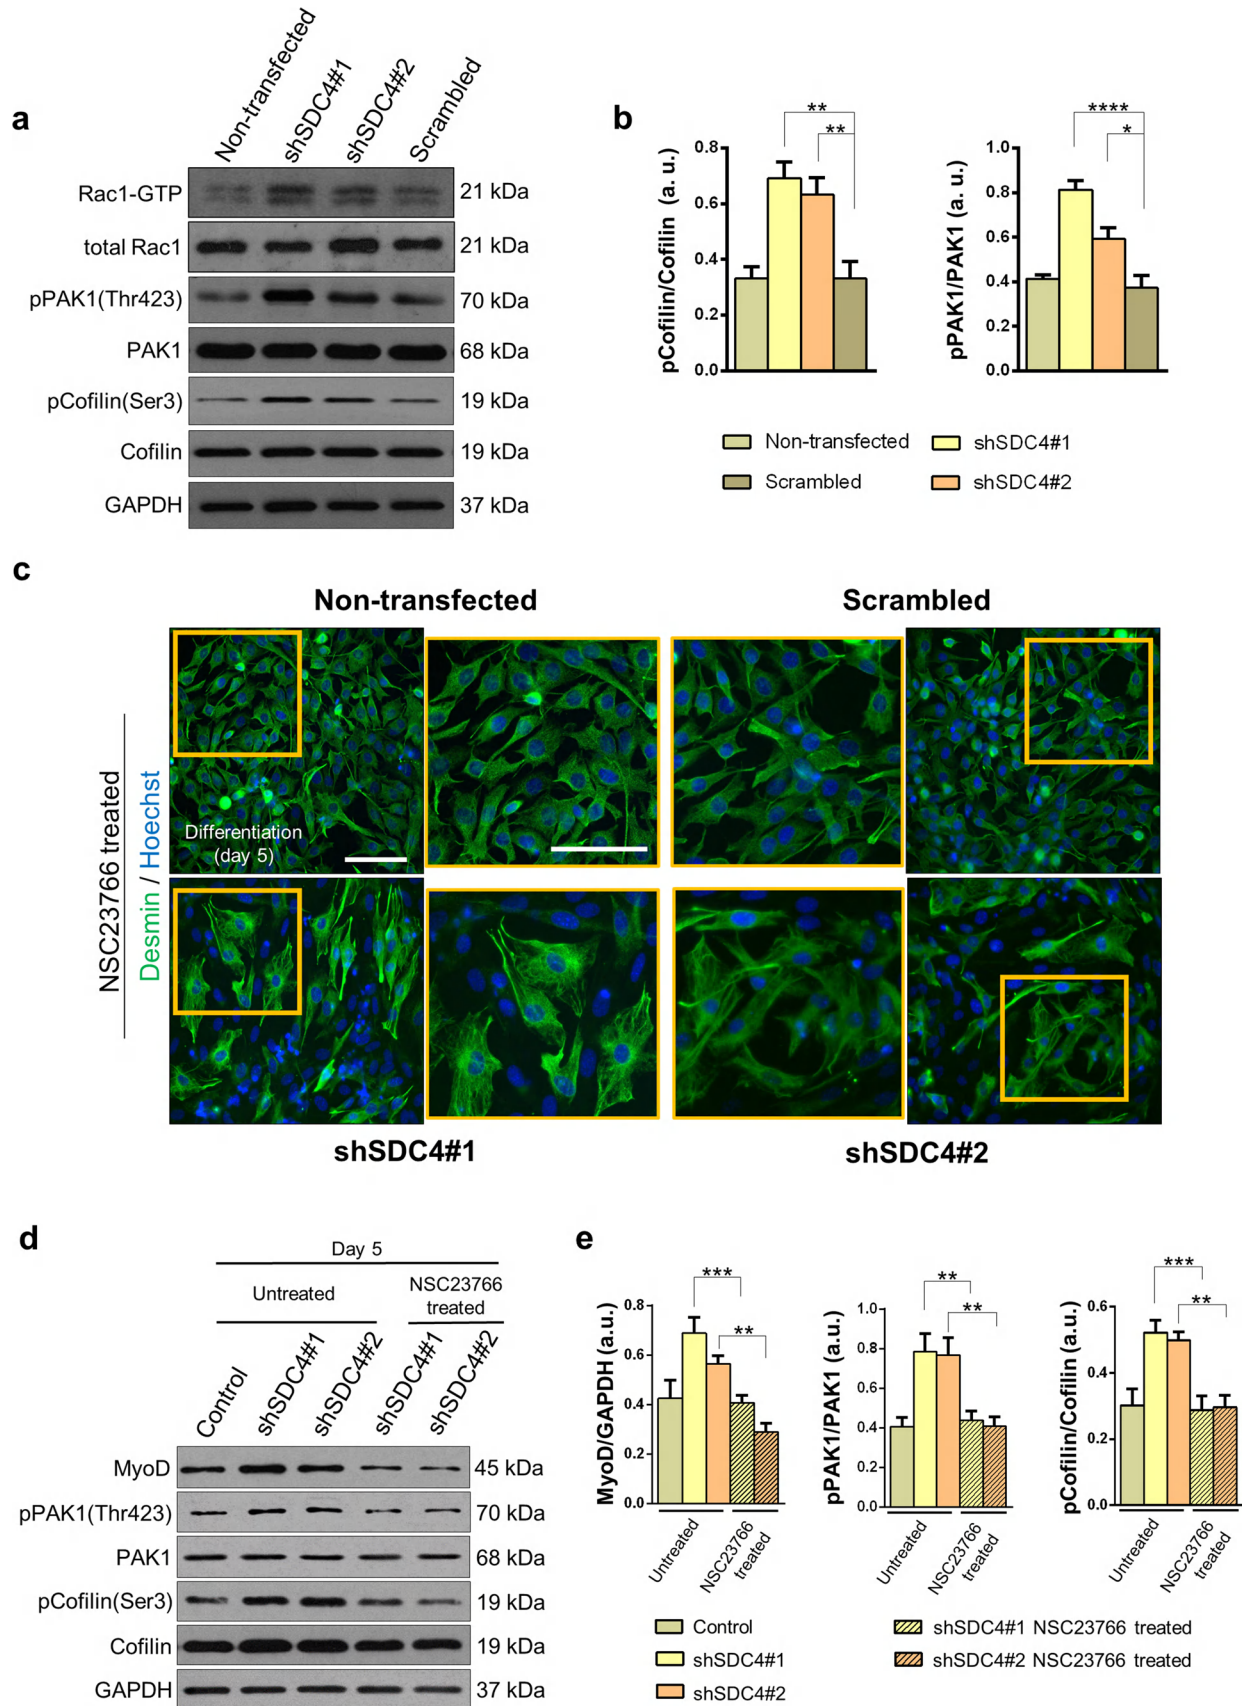 a
Non-transfected
shSDC4#1
shSDC4#2
Scrambled
Rac1-GTP 21 kDa
total Rac1 21 kDa
pPAK1(Thr423) 70 kDa
PAK1 68 kDa
pCofilin(Ser3) 19 kDa
Cofilin 19 kDa
GAPDH 37 kDa
b
pCofilin/Cofilin (a. u.)
0.8
0.6
0.4
0.2
0.0
**
**
pPAK1/PAK1 (a. u.)
1.0
0.8
0.6
0.4
0.2
0.0
****
*
Non-transfected
shSDC4#1
Scrambled
shSDC4#2
c
Non-transfected
Scrambled
NSC23766 treated
Desmin / Hoechst
Differentiation
(day 5)
shSDC4#1
shSDC4#2
d
Day 5
Untreated
NSC23766
treated
Control
shSDC4#1
shSDC4#2
shSDC4#1
shSDC4#2
MyoD 45 kDa
pPAK1(Thr423) 70 kDa
PAK1 68 kDa
pCofilin(Ser3) 19 kDa
Cofilin 19 kDa
GAPDH 37 kDa
e
MyoD/GAPDH (a.u.)
0.8
0.6
0.4
0.2
0.0
***
**
Untreated
NSC23766
treated
pPAK1/PAK1 (a.u.)
1.0
0.8
0.6
0.4
0.2
0.0
**
**
Untreated
NSC23766
treated
pCofilin/Cofilin (a.u.)
0.6
0.4
0.2
0.0
***
**
Untreated
NSC23766
treated
Control
shSDC4#1
shSDC4#2
shSDC4#1 NSC23766 treated
shSDC4#2 NSC23766 treated